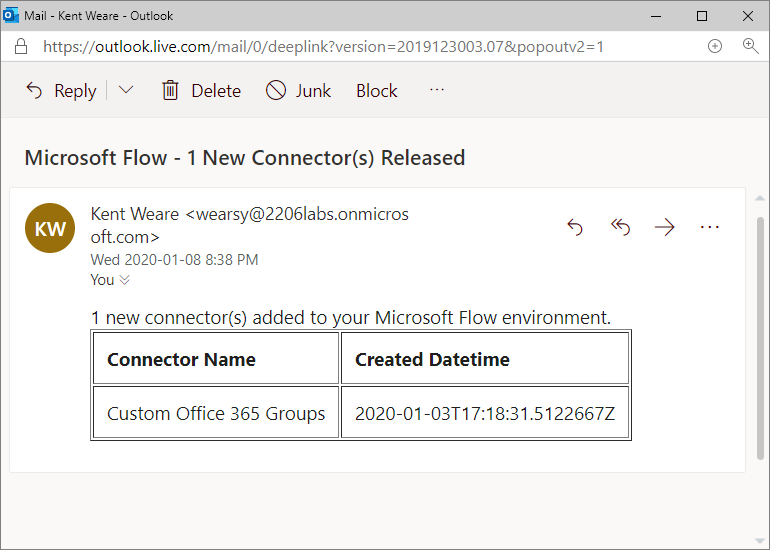 Mail - Kent Weare - Outlook
https://outlook.live.com/mail/0/deeplink?version=2019123003.07&popoutv2=1
Reply Delete Junk Block ...
Microsoft Flow - 1 New Connector(s) Released
KW
Kent Weare <wearsy@2206labs.onmicros
oft.com>
Wed 2020-01-08 8:38 PM
You
1 new connector(s) added to your Microsoft Flow environment.
Connector Name Created Datetime
Custom Office 365 Groups 2020-01-03T17:18:31.5122667Z